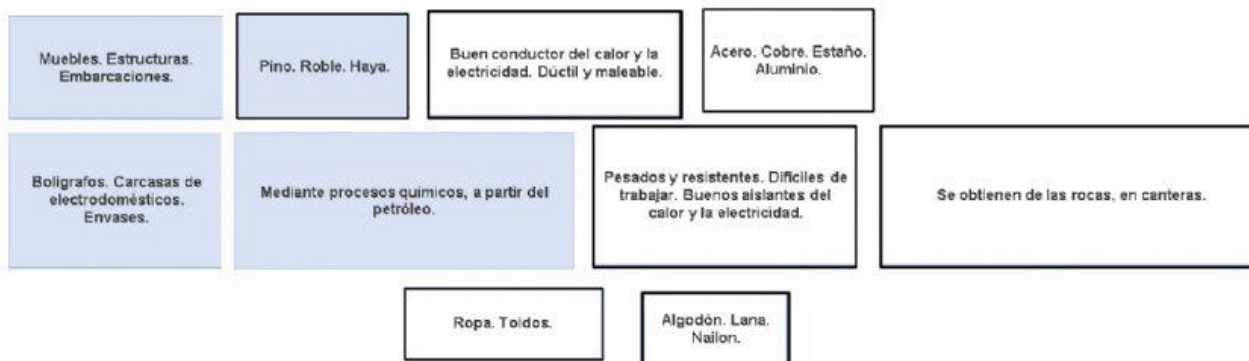 Muebles. Estructuras.
Embarcaciones.
Pino. Roble. Haya.
Buen conductor del calor y la
electricidad. Dúctil y maleable.
Acero. Cobre. Estaño.
Aluminio.
Boligrafos. Carcasas de
electrodomésticos.
Envases.
Mediante procesos químicos, a partir del
petróleo.
Pesados y resistentes. Difíciles de
trabajar. Buenos aislantes del
calor y la electricidad.
Se obtienen de las rocas, en canteras.
Ropa. Toldos.
Algodón. Lana.
Nailon.